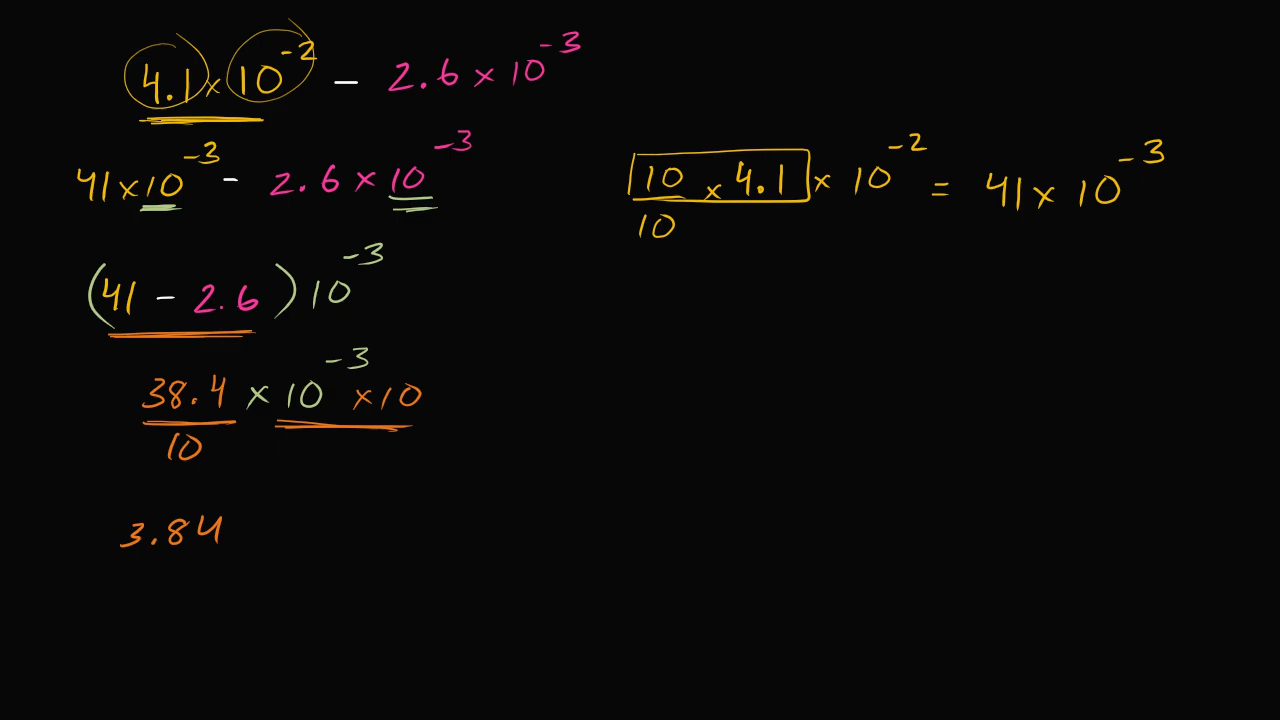 4.1 × 10⁻² − 2.6 × 10⁻³
41 × 10⁻³ − 2.6 × 10⁻³
10/10 × 4.1 × 10⁻² = 41 × 10⁻³
(41 − 2.6) 10⁻³
38.4/10 × 10⁻³ × 10
3.84